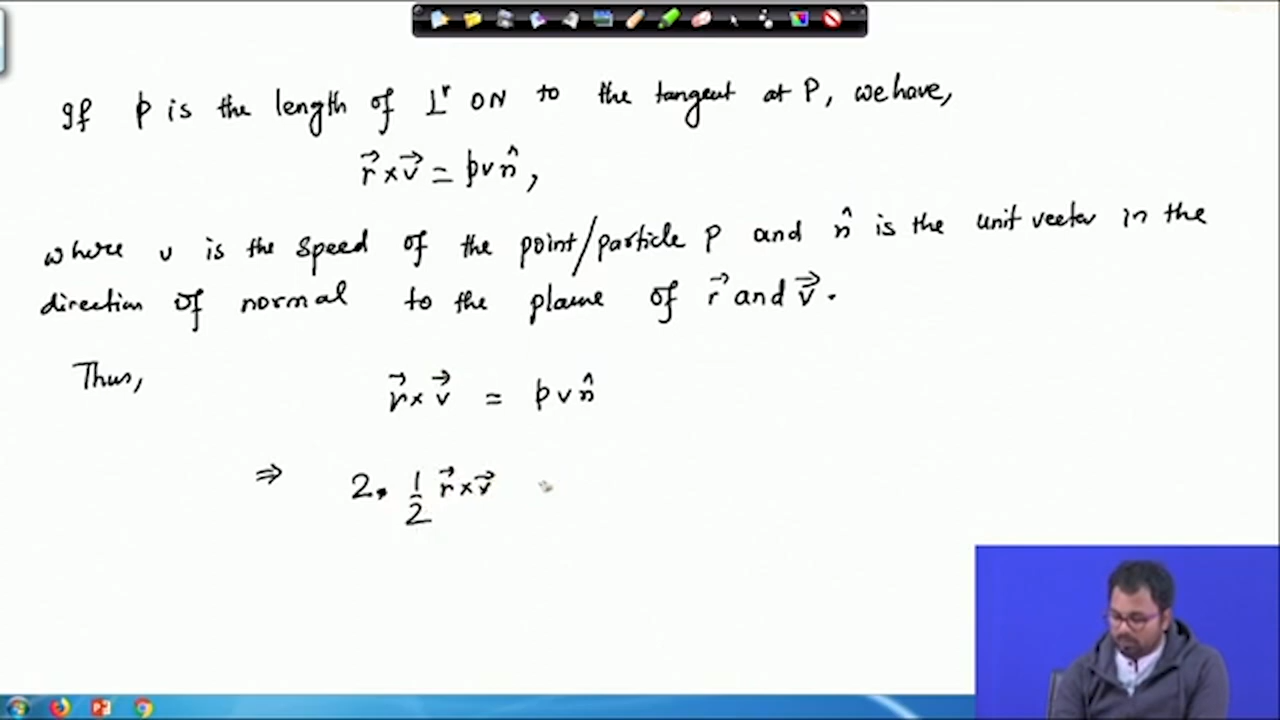 If p is the length of ⊥ʳ ON to the tangent at P, we have,
r⃗ × v⃗ = p v n̂,
where v is the speed of the point/particle P and n̂ is the unit vector in the
direction of normal to the plane of r⃗ and v⃗.
Thus,
r⃗ × v⃗ = p v n̂
⇒ 2. 1/2 r⃗ × v⃗